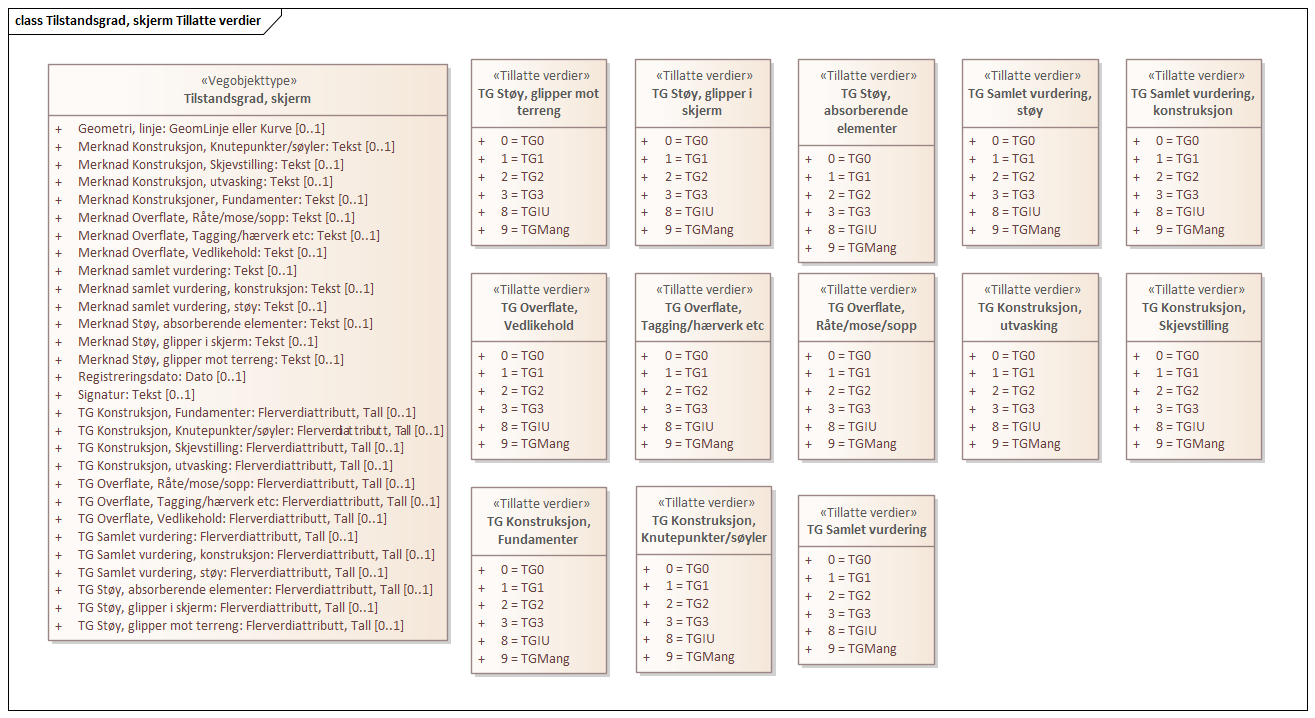 class Tilstandsgrad, skjerm Tillatte verdier
«Vegobjekttype»
Tilstandsgrad, skjerm
+ Geometri, linje: GeomLinje eller Kurve [0..1]
+ Merknad Konstruksjon, Knutepunkter/søyler: Tekst [0..1]
+ Merknad Konstruksjon, Skjevstilling: Tekst [0..1]
+ Merknad Konstruksjon, utvasking: Tekst [0..1]
+ Merknad Konstruksjoner, Fundamenter: Tekst [0..1]
+ Merknad Overflate, Råte/mose/sopp: Tekst [0..1]
+ Merknad Overflate, Tagging/hærverk etc: Tekst [0..1]
+ Merknad Overflate, Vedlikehold: Tekst [0..1]
+ Merknad samlet vurdering: Tekst [0..1]
+ Merknad samlet vurdering, konstruksjon: Tekst [0..1]
+ Merknad samlet vurdering, støy: Tekst [0..1]
+ Merknad Støy, absorberende elementer: Tekst [0..1]
+ Merknad Støy, glipper i skjerm: Tekst [0..1]
+ Merknad Støy, glipper mot terreng: Tekst [0..1]
+ Registreringsdato: Dato [0..1]
+ Signatur: Tekst [0..1]
+ TG Konstruksjon, Fundamenter: Flerverdiattributt, Tall [0..1]
+ TG Konstruksjon, Knutepunkter/søyler: Flerverdiattributt, Tall [0..1]
+ TG Konstruksjon, Skjevstilling: Flerverdiattributt, Tall [0..1]
+ TG Konstruksjon, utvasking: Flerverdiattributt, Tall [0..1]
+ TG Overflate, Råte/mose/sopp: Flerverdiattributt, Tall [0..1]
+ TG Overflate, Tagging/hærverk etc: Flerverdiattributt, Tall [0..1]
+ TG Overflate, Vedlikehold: Flerverdiattributt, Tall [0..1]
+ TG Samlet vurdering: Flerverdiattributt, Tall [0..1]
+ TG Samlet vurdering, konstruksjon: Flerverdiattributt, Tall [0..1]
+ TG Samlet vurdering, støy: Flerverdiattributt, Tall [0..1]
+ TG Støy, absorberende elementer: Flerverdiattributt, Tall [0..1]
+ TG Støy, glipper i skjerm: Flerverdiattributt, Tall [0..1]
+ TG Støy, glipper mot terreng: Flerverdiattributt, Tall [0..1]
«Tillatte verdier»
TG Støy, glipper mot
terreng
+ 0 = TG0
+ 1 = TG1
+ 2 = TG2
+ 3 = TG3
+ 8 = TGIU
+ 9 = TGMang
«Tillatte verdier»
TG Støy, glipper i
skjerm
+ 0 = TG0
+ 1 = TG1
+ 2 = TG2
+ 3 = TG3
+ 8 = TGIU
+ 9 = TGMang
«Tillatte verdier»
TG Støy,
absorberende
elementer
+ 0 = TG0
+ 1 = TG1
+ 2 = TG2
+ 3 = TG3
+ 8 = TGIU
+ 9 = TGMang
«Tillatte verdier»
TG Samlet vurdering,
støy
+ 0 = TG0
+ 1 = TG1
+ 2 = TG2
+ 3 = TG3
+ 8 = TGIU
+ 9 = TGMang
«Tillatte verdier»
TG Samlet vurdering,
konstruksjon
+ 0 = TG0
+ 1 = TG1
+ 2 = TG2
+ 3 = TG3
+ 8 = TGIU
+ 9 = TGMang
«Tillatte verdier»
TG Overflate,
Vedlikehold
+ 0 = TG0
+ 1 = TG1
+ 2 = TG2
+ 3 = TG3
+ 8 = TGIU
+ 9 = TGMang
«Tillatte verdier»
TG Overflate,
Tagging/hærverk etc
+ 0 = TG0
+ 1 = TG1
+ 2 = TG2
+ 3 = TG3
+ 8 = TGIU
+ 9 = TGMang
«Tillatte verdier»
TG Overflate,
Råte/mose/sopp
+ 0 = TG0
+ 1 = TG1
+ 2 = TG2
+ 3 = TG3
+ 8 = TGIU
+ 9 = TGMang
«Tillatte verdier»
TG Konstruksjon,
utvasking
+ 0 = TG0
+ 1 = TG1
+ 2 = TG2
+ 3 = TG3
+ 8 = TGIU
+ 9 = TGMang
«Tillatte verdier»
TG Konstruksjon,
Skjevstilling
+ 0 = TG0
+ 1 = TG1
+ 2 = TG2
+ 3 = TG3
+ 8 = TGIU
+ 9 = TGMang
«Tillatte verdier»
TG Konstruksjon,
Fundamenter
+ 0 = TG0
+ 1 = TG1
+ 2 = TG2
+ 3 = TG3
+ 8 = TGIU
+ 9 = TGMang
«Tillatte verdier»
TG Konstruksjon,
Knutepunkter/søyler
+ 0 = TG0
+ 1 = TG1
+ 2 = TG2
+ 3 = TG3
+ 8 = TGIU
+ 9 = TGMang
«Tillatte verdier»
TG Samlet vurdering
+ 0 = TG0
+ 1 = TG1
+ 2 = TG2
+ 3 = TG3
+ 8 = TGIU
+ 9 = TGMang